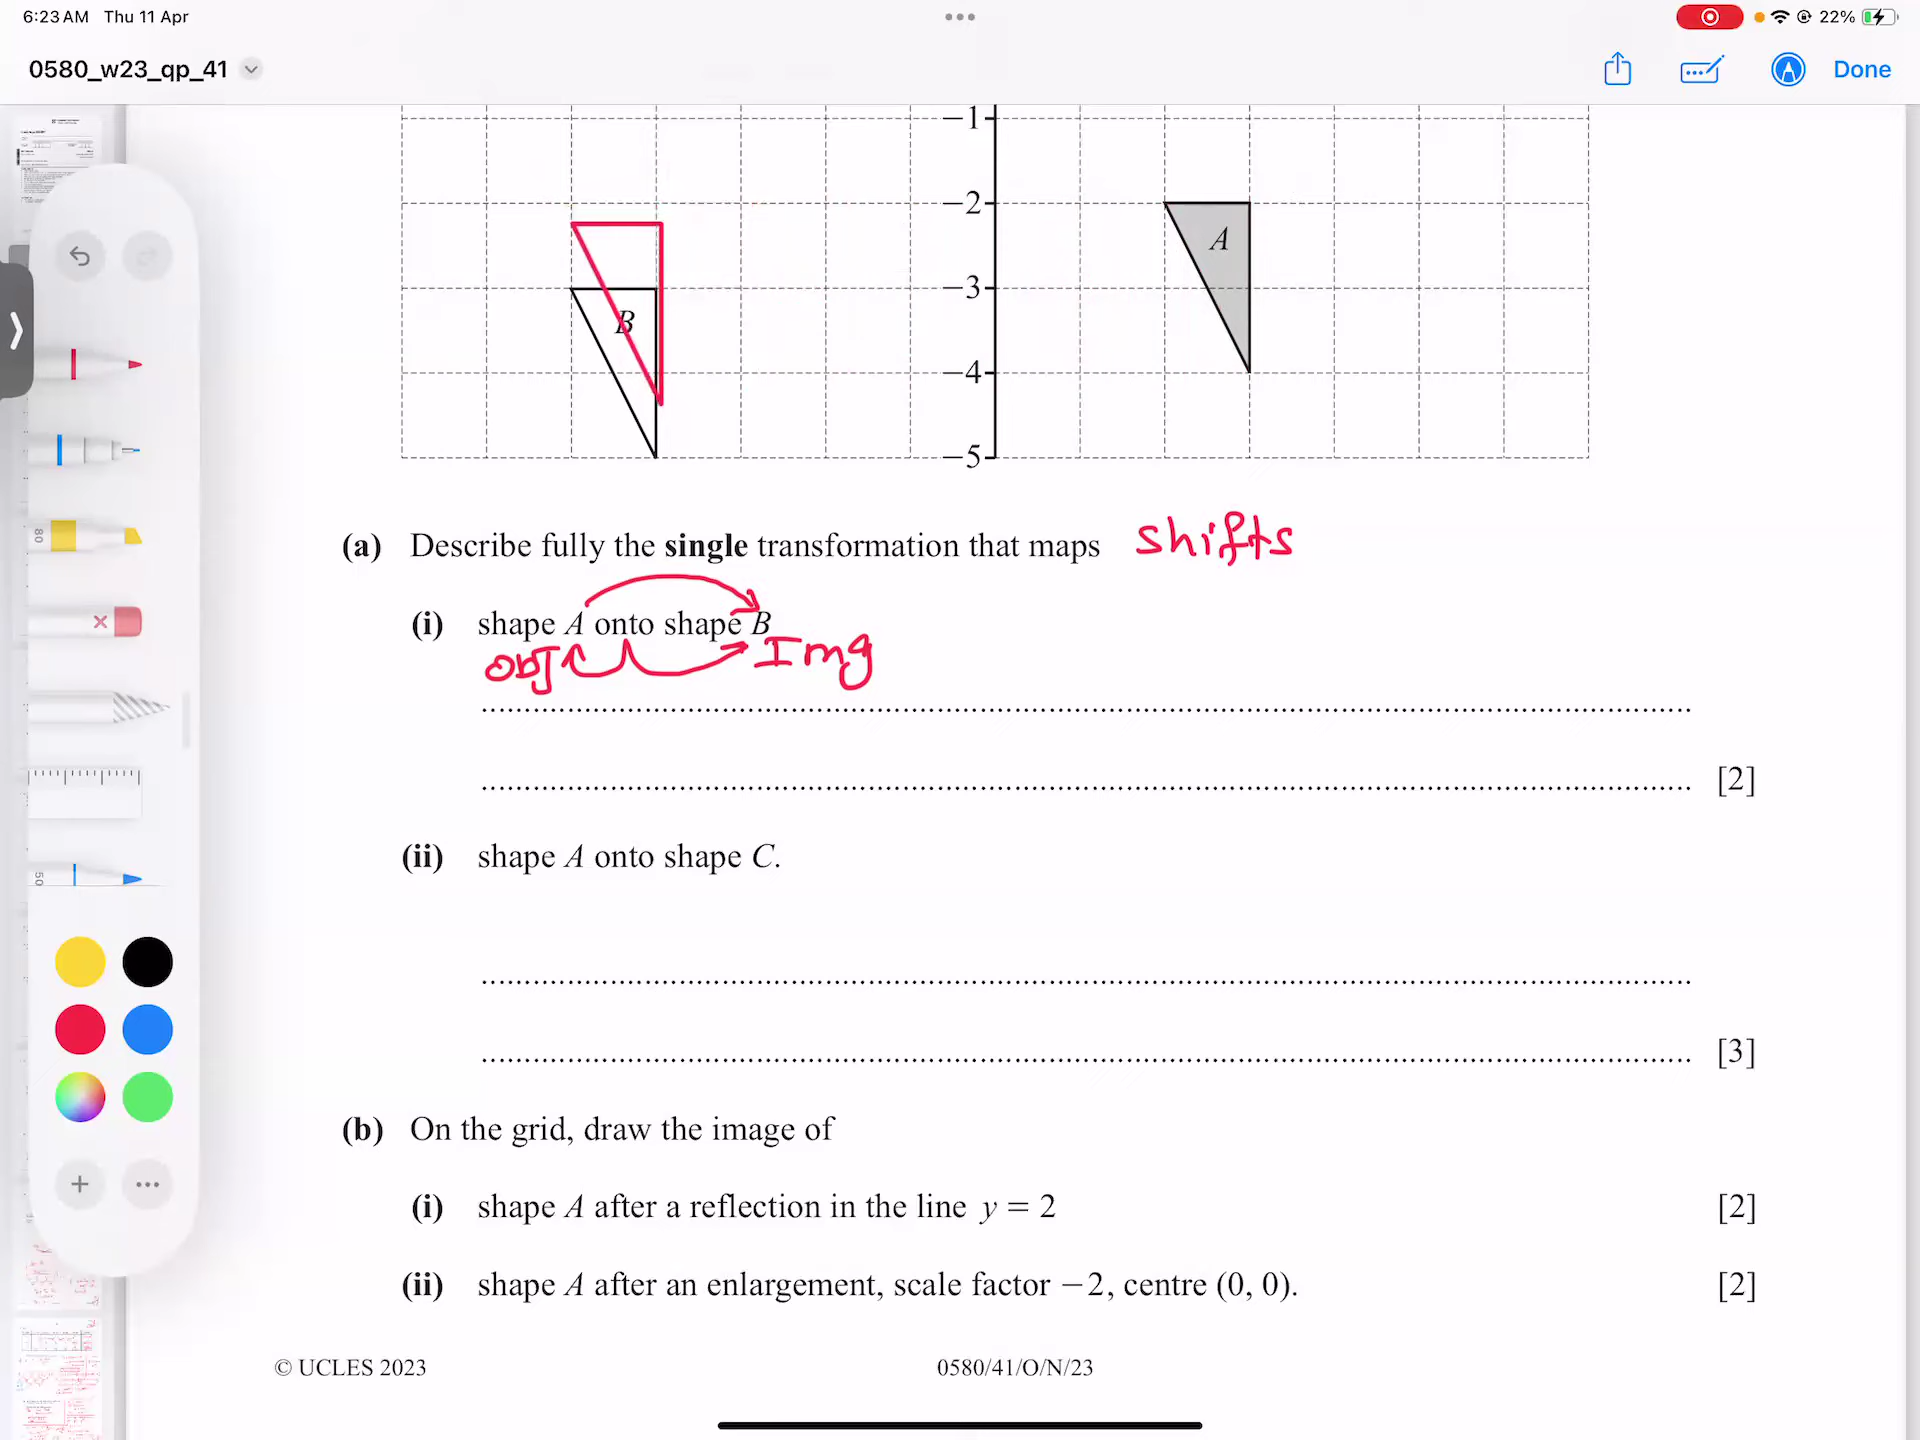 6:23 AM Thu 11 Apr
22%
0580_w23_qp_41
Done
−1
−2
−3
−4
−5
A
B
(a) Describe fully the single transformation that maps shifts
(i) shape A onto shape B
Obj Img
[2]
(ii) shape A onto shape C.
[3]
(b) On the grid, draw the image of
(i) shape A after a reflection in the line y = 2 [2]
(ii) shape A after an enlargement, scale factor −2, centre (0, 0). [2]
© UCLES 2023 0580/41/O/N/23
80
50